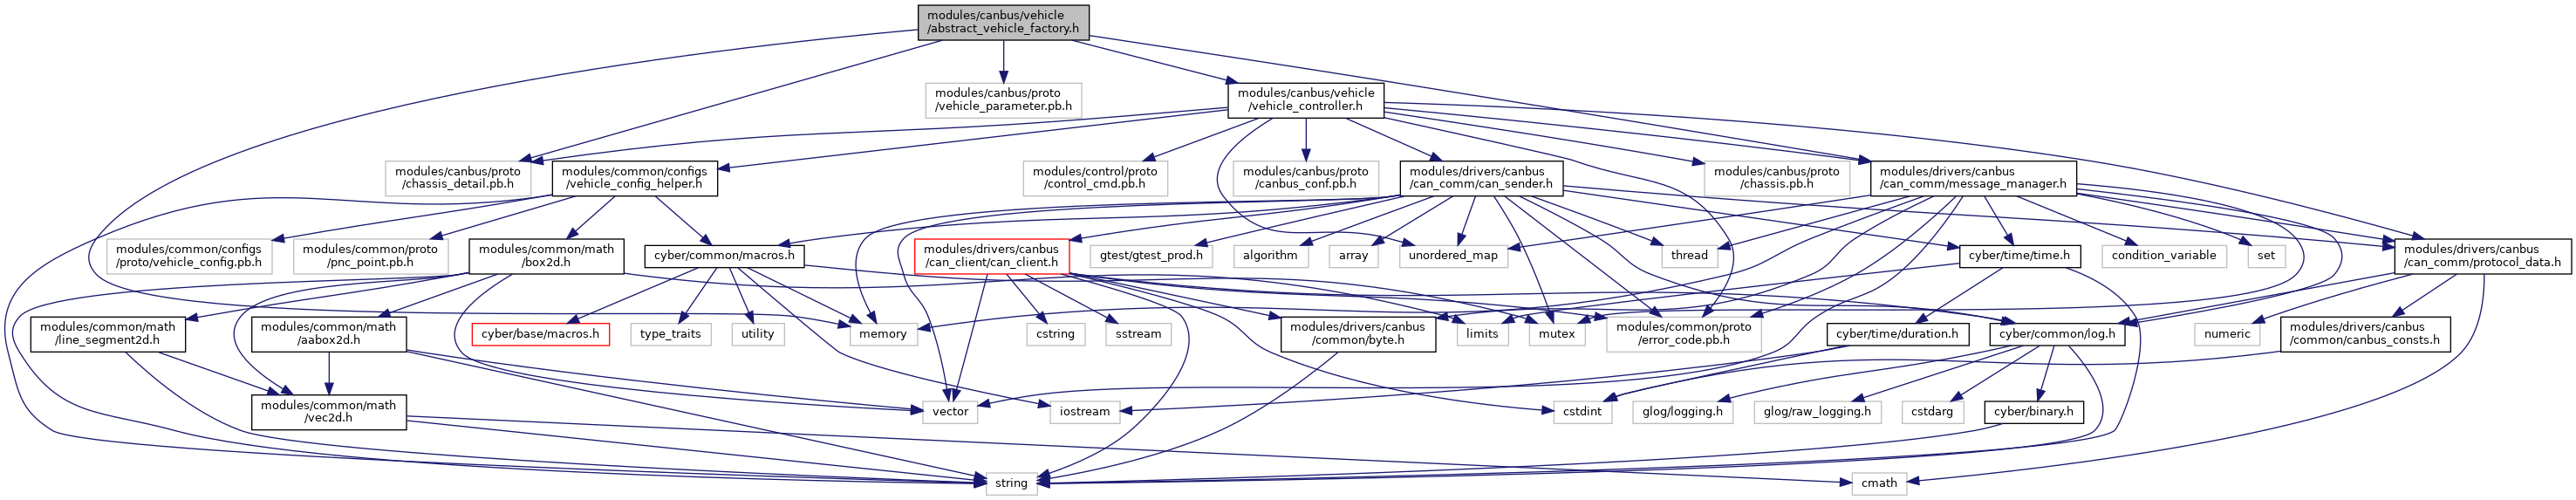 modules/canbus/vehicle
/abstract_vehicle_factory.h
modules/canbus/proto
/vehicle_parameter.pb.h
modules/canbus/vehicle
/vehicle_controller.h
modules/canbus/proto
/chassis_detail.pb.h
modules/common/configs
/vehicle_config_helper.h
modules/control/proto
/control_cmd.pb.h
modules/canbus/proto
/canbus_conf.pb.h
modules/drivers/canbus
/can_comm/can_sender.h
modules/canbus/proto
/chassis.pb.h
modules/drivers/canbus
/can_comm/message_manager.h
modules/common/configs
/proto/vehicle_config.pb.h
modules/common/proto
/pnc_point.pb.h
modules/common/math
/box2d.h
cyber/common/macros.h
modules/drivers/canbus
/can_client/can_client.h
gtest/gtest_prod.h
algorithm
array
unordered_map
thread
cyber/time/time.h
condition_variable
set
modules/drivers/canbus
/can_comm/protocol_data.h
modules/common/math
/line_segment2d.h
modules/common/math
/aabox2d.h
cyber/base/macros.h
type_traits
utility
memory
cstring
sstream
modules/drivers/canbus
/common/byte.h
limits
mutex
modules/common/proto
/error_code.pb.h
cyber/time/duration.h
cyber/common/log.h
numeric
modules/drivers/canbus
/common/canbus_consts.h
modules/common/math
/vec2d.h
vector
iostream
cstdint
glog/logging.h
glog/raw_logging.h
cstdarg
cyber/binary.h
string
cmath